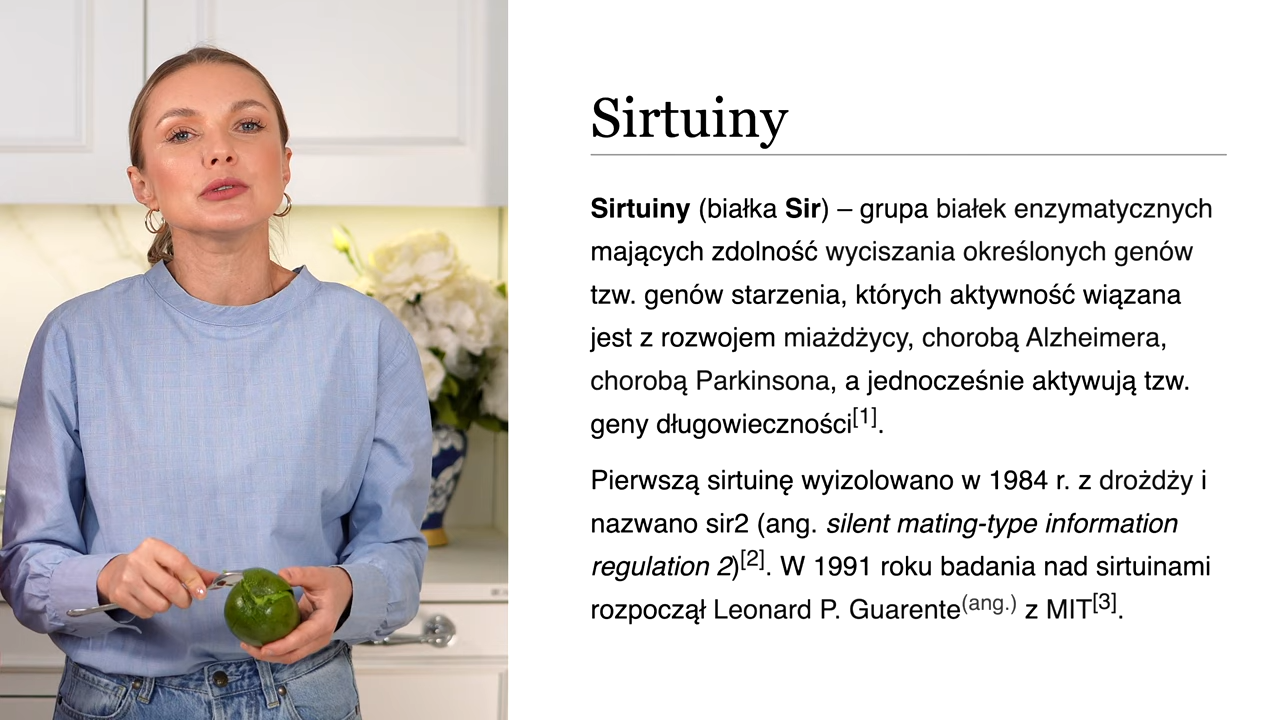 Sirtuiny
Sirtuiny (białka Sir) – grupa białek enzymatycznych
mających zdolność wyciszania określonych genów
tzw. genów starzenia, których aktywność wiązana
jest z rozwojem miażdżycy, chorobą Alzheimera,
chorobą Parkinsona, a jednocześnie aktywują tzw.
geny długowieczności[1].
Pierwszą sirtuinę wyizolowano w 1984 r. z drożdży i
nazwano sir2 (ang. silent mating-type information
regulation 2)[2]. W 1991 roku badania nad sirtuinami
rozpoczął Leonard P. Guarente(ang.) z MIT[3].